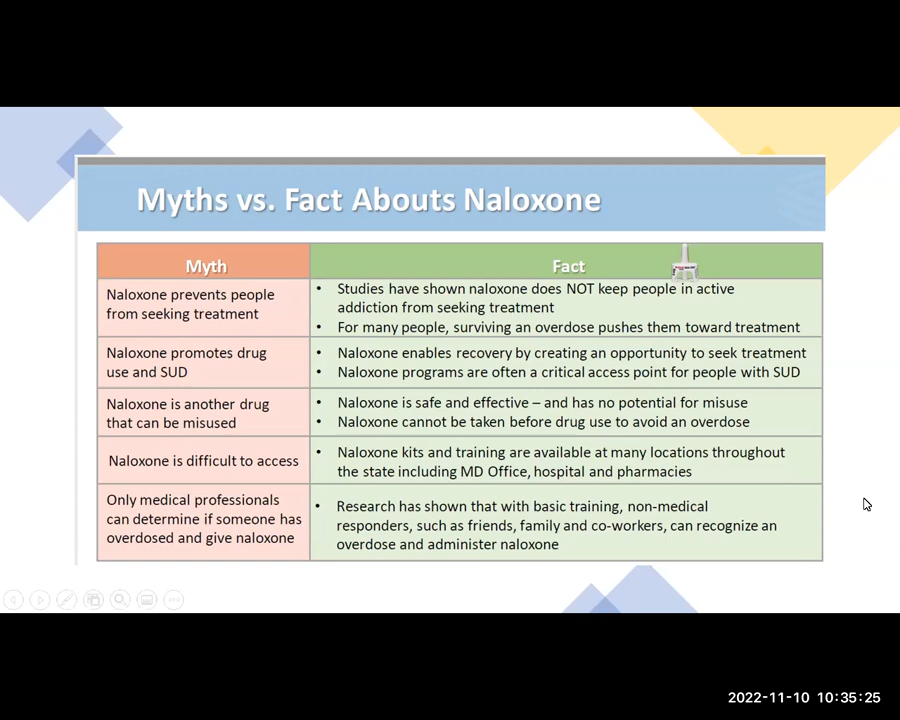 Myths vs. Fact Abouts Naloxone
Myth
Fact
Naloxone prevents people
from seeking treatment
• Studies have shown naloxone does NOT keep people in active
addiction from seeking treatment
• For many people, surviving an overdose pushes them toward treatment
Naloxone promotes drug
use and SUD
• Naloxone enables recovery by creating an opportunity to seek treatment
• Naloxone programs are often a critical access point for people with SUD
Naloxone is another drug
that can be misused
• Naloxone is safe and effective – and has no potential for misuse
• Naloxone cannot be taken before drug use to avoid an overdose
Naloxone is difficult to access
• Naloxone kits and training are available at many locations throughout
the state including MD Office, hospital and pharmacies
Only medical professionals
can determine if someone has
overdosed and give naloxone
• Research has shown that with basic training, non-medical
responders, such as friends, family and co-workers, can recognize an
overdose and administer naloxone
2022-11-10 10:35:25